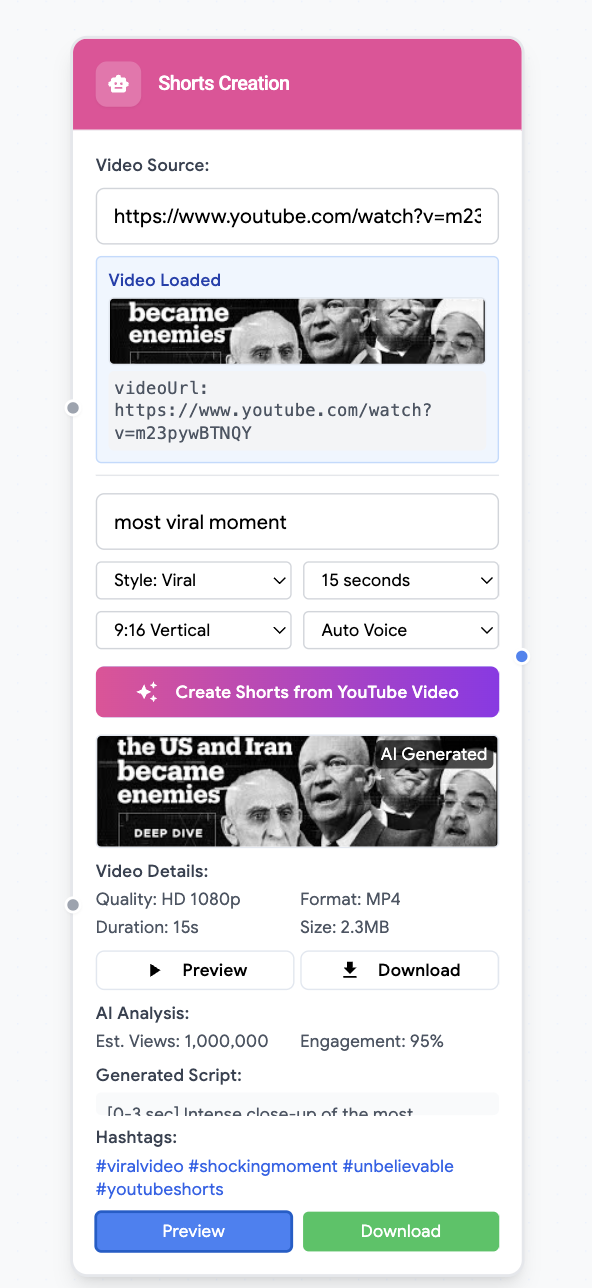 Shorts Creation
Video Source:
https://www.youtube.com/watch?v=m23
Video Loaded
became
enemies
videoUrl:
https://www.youtube.com/watch?
v=m23pywBTNQY
most viral moment
Style: Viral
15 seconds
9:16 Vertical
Auto Voice
Create Shorts from YouTube Video
the US and Iran
became
enemies
DEEP DIVE
AI Generated
Video Details:
Quality: HD 1080p
Format: MP4
Duration: 15s
Size: 2.3MB
Preview
Download
AI Analysis:
Est. Views: 1,000,000
Engagement: 95%
Generated Script:
[0-3 sec] Intense close-up of the most
Hashtags:
#viralvideo #shockingmoment #unbelievable
#youtubeshorts
Preview
Download